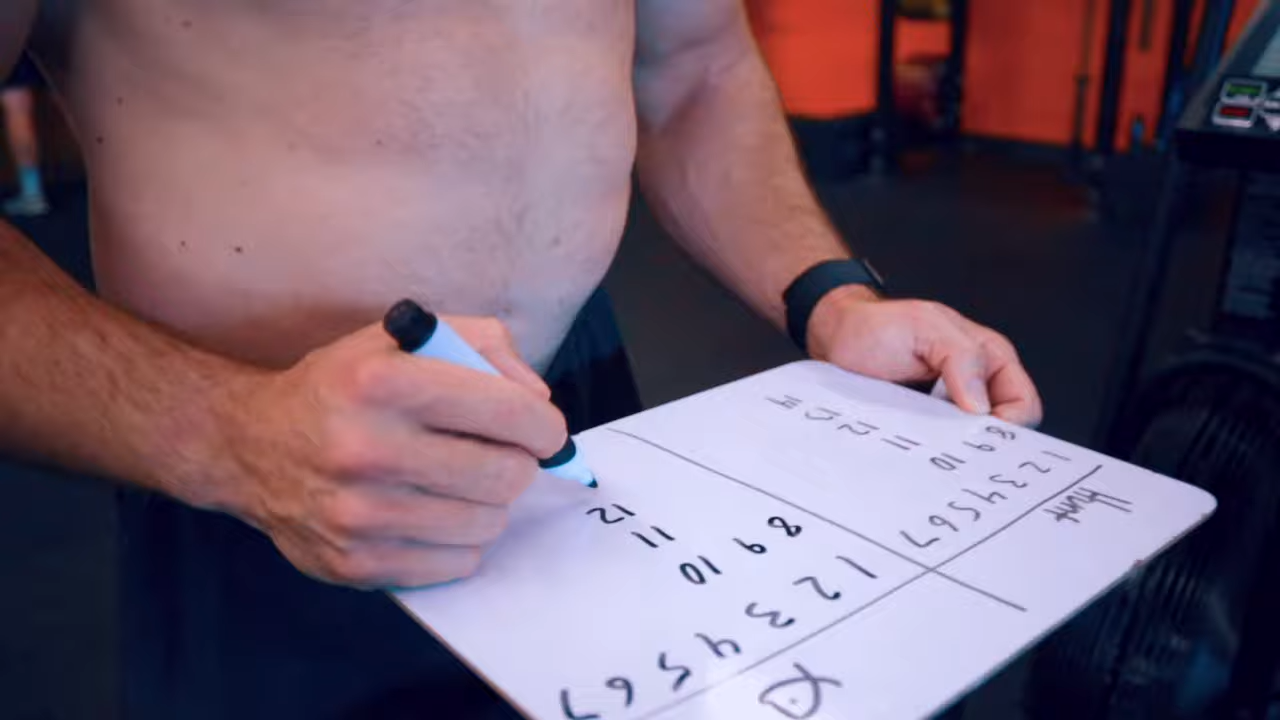 Hunt
1 2 3 4 5 6 7
8 9 10 11 12 13 14
1 2 3 4 5 6 7
8 9 10 11 12